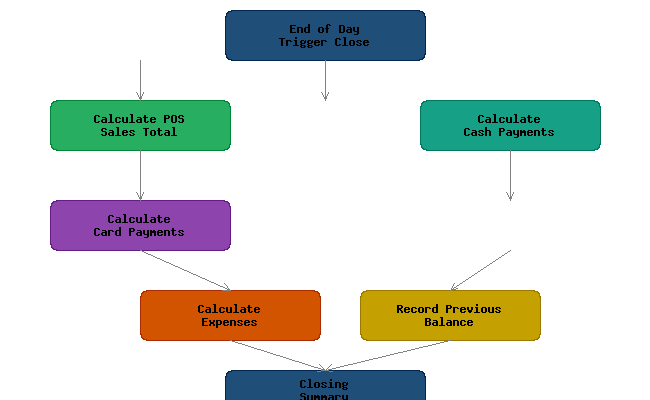 End of Day
Trigger Close
Calculate POS
Sales Total
Calculate
Cash Payments
Calculate
Card Payments
Calculate
Expenses
Record Previous
Balance
Closing
Summary